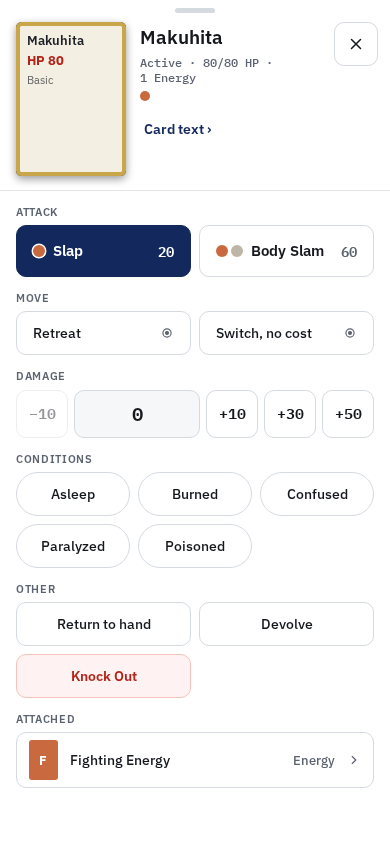 Makuhita
HP 80
Basic
Makuhita
Active · 80/80 HP ·
1 Energy
Card text ›
ATTACK
Slap 20
Body Slam 60
MOVE
Retreat
Switch, no cost
DAMAGE
−10 0 +10 +30 +50
CONDITIONS
Asleep Burned Confused
Paralyzed Poisoned
OTHER
Return to hand Devolve
Knock Out
ATTACHED
F Fighting Energy Energy